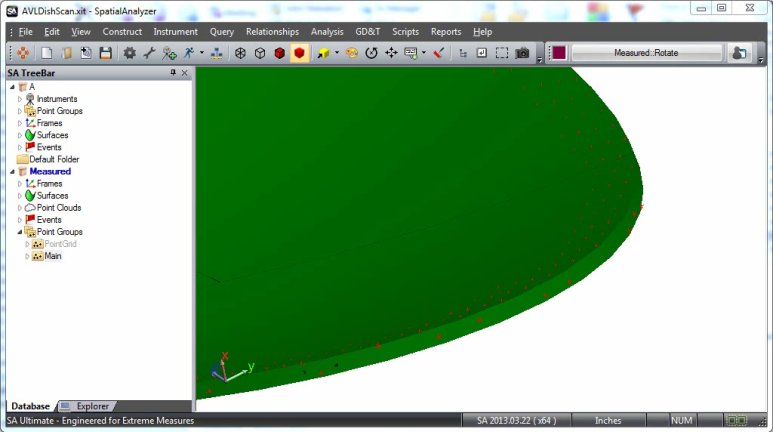 AVLDishScan.xit - SpatialAnalyzer
File Edit View Construct Instrument Query Relationships Analysis GD&T Scripts Reports Help
Measured::Rotate
SA TreeBar
A
Instruments
Point Groups
Frames
Surfaces
Events
Default Folder
Measured
Frames
Surfaces
Point Clouds
Events
Point Groups
PointGrid
Main
X
y
Database Explorer
SA Ultimate - Engineered for Extreme Measures SA 2013.03.22 ( x64 ) Inches NUM